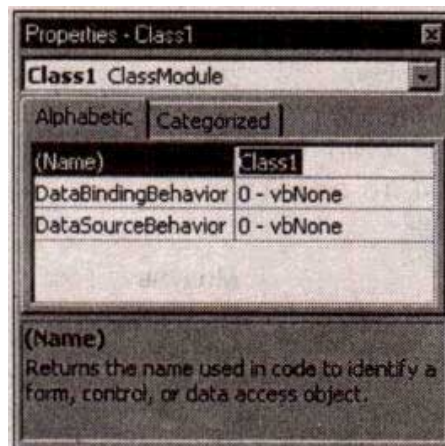 Properties - Class1
Class1 ClassModule
Alphabetic Categorized
(Name) Class1
DataBindingBehavior 0 - vbNone
DataSourceBehavior 0 - vbNone
(Name)
Returns the name used in code to identify a
form, control, or data access object.